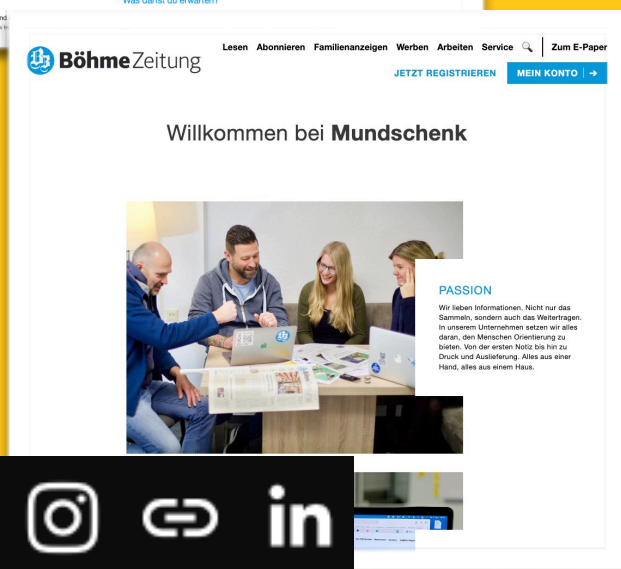 Was darfst du erwarten?
Böhme Zeitung
Lesen Abonnieren Familienanzeigen Werben Arbeiten Service Zum E-Paper
JETZT REGISTRIEREN MEIN KONTO
Willkommen bei Mundschenk
PASSION
Wir lieben Informationen. Nicht nur das
Sammeln, sondern auch das Weitertragen.
In unserem Unternehmen setzen wir alles
daran, den Menschen Orientierung zu
bieten. Von der ersten Notiz bis hin zu
Druck und Auslieferung. Alles aus einer
Hand, alles aus einem Haus.
in